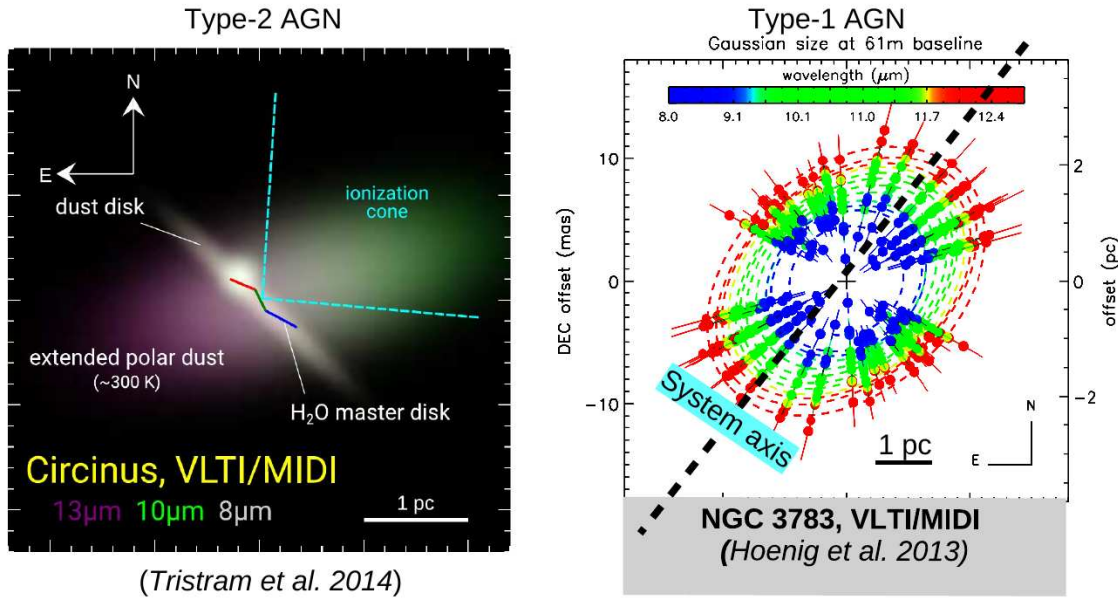 Type-2 AGN
N
E
dust disk
ionization
cone
extended polar dust
(~300 K)
H₂O master disk
Circinus, VLTI/MIDI
13µm 10µm 8µm
1 pc
(Tristram et al. 2014)
Type-1 AGN
Gaussian size at 61m baseline
wavelength (µm)
8.0 9.1 10.1 11.0 11.7 12.4
DEC offset (mas)
10
0
−10
offset (pc)
2
1
0
−1
−2
System axis
1 pc
N
E
NGC 3783, VLTI/MIDI
(Hoenig et al. 2013)